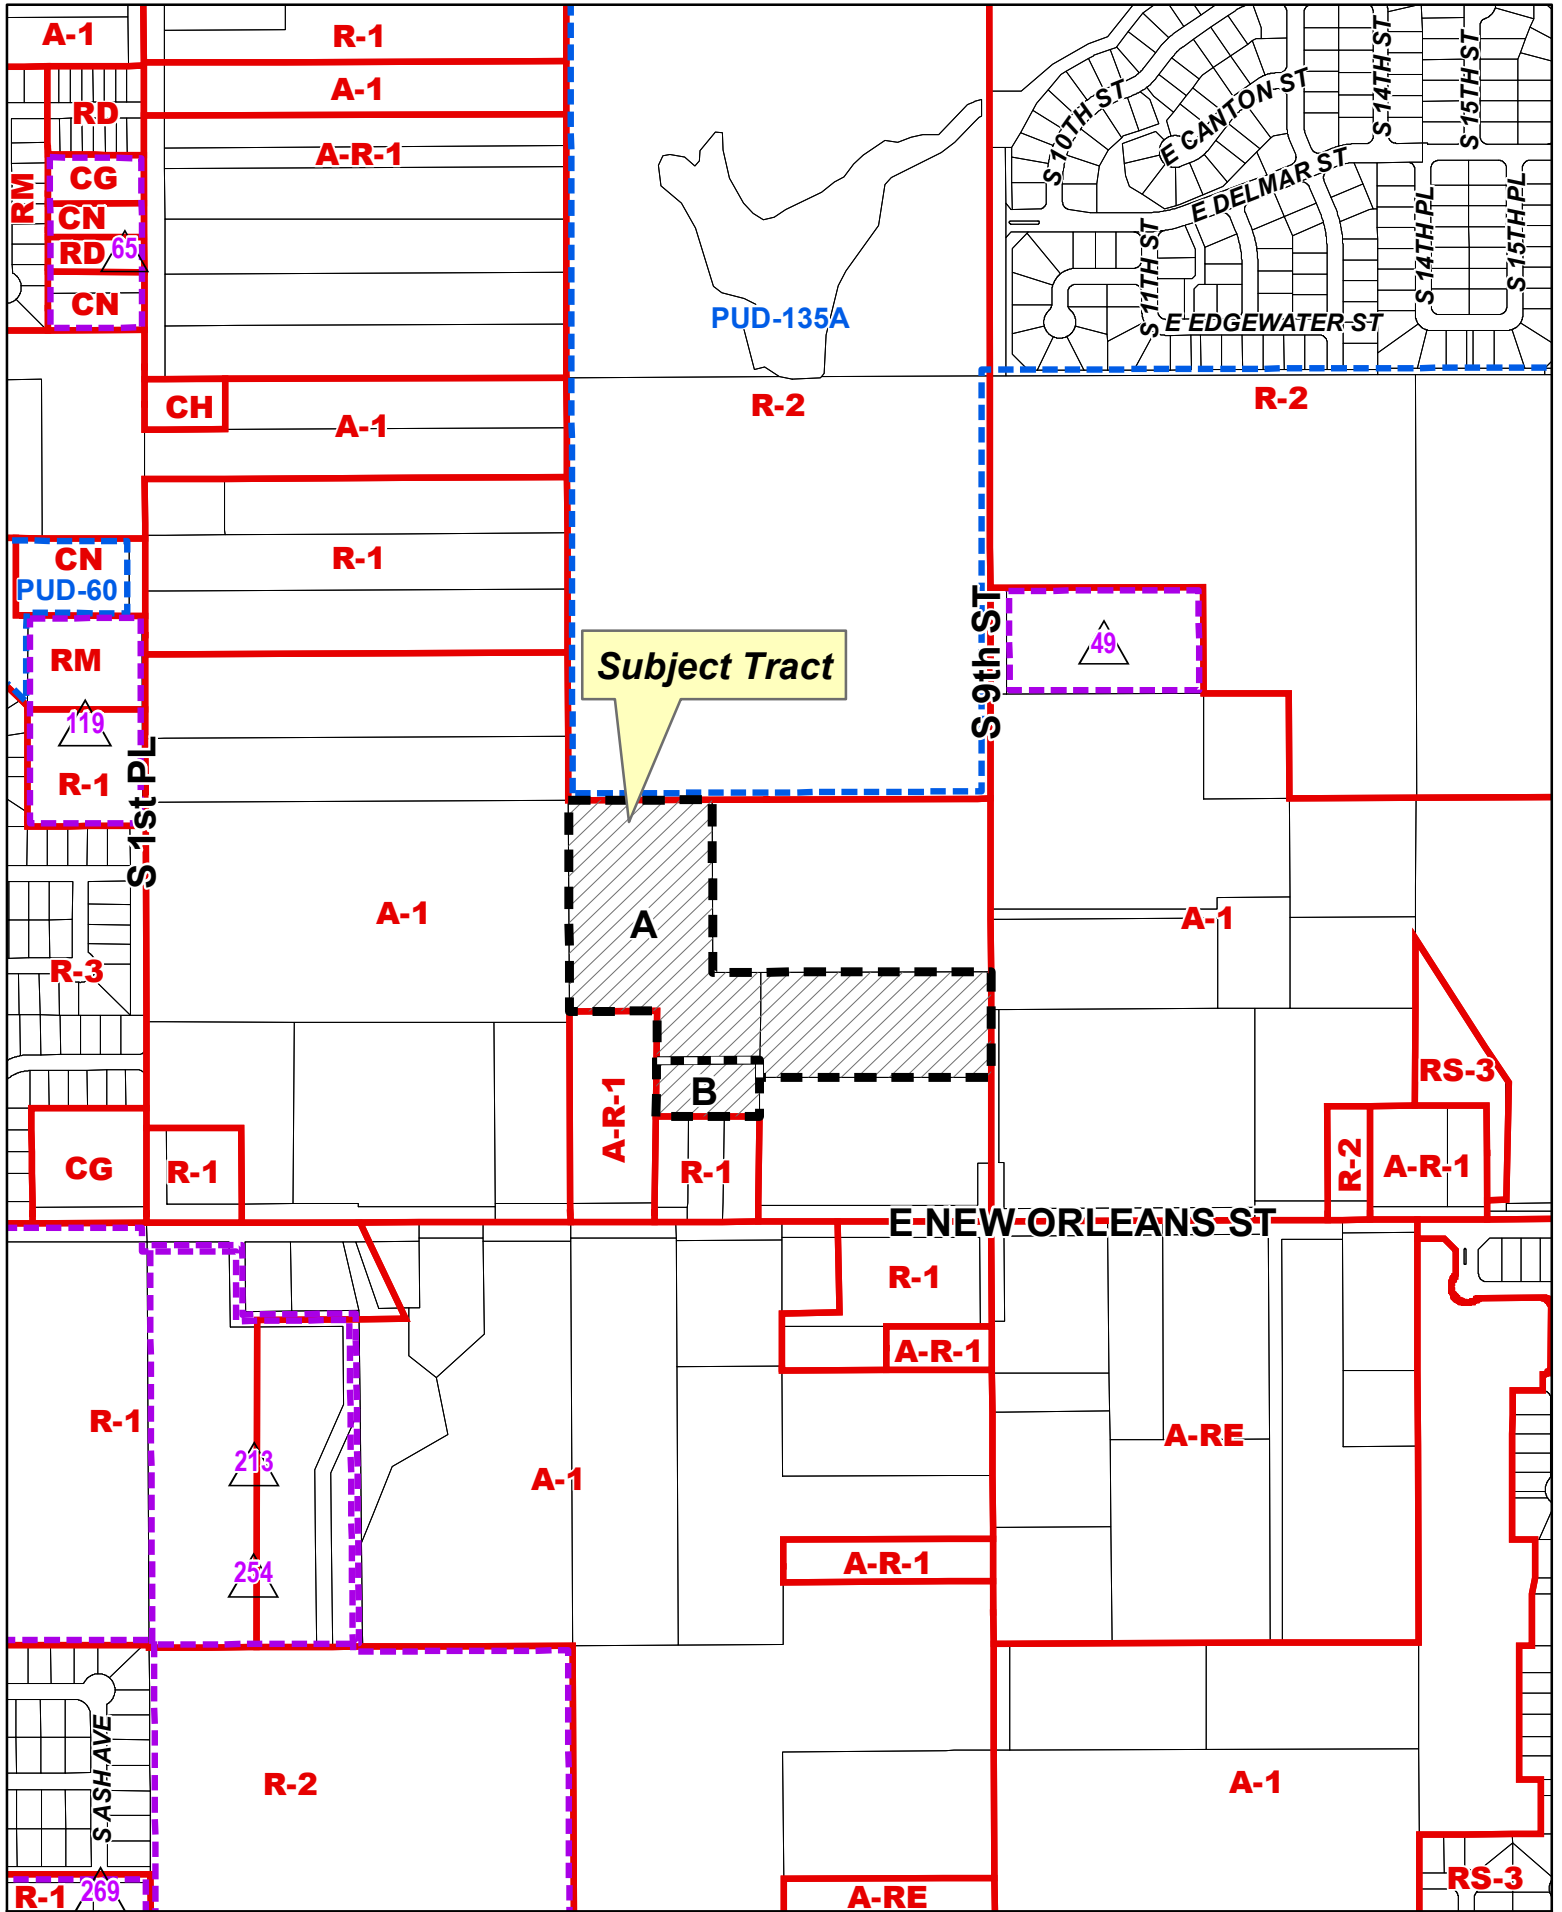 A-1
R-1
A-1
RD
A-R-1
CG
RM
CN
65
RD
CN
S 10TH ST
E CANTON ST
S 14TH ST
S 15TH ST
E DELMAR ST
S 11TH ST
S 14TH PL
S 15TH PL
E EDGEWATER ST
PUD-135A
CH
A-1
R-2
R-2
CN
PUD-60
R-1
RM
119
R-1
S 1st PL
Subject Tract
S 9th ST
49
A-1
A
A-1
R-3
RS-3
B
A-R-1
CG
R-1
R-1
R-2
A-R-1
E NEW ORLEANS ST
R-1
A-R-1
R-1
A-RE
213
A-1
254
A-R-1
S ASH AVE
R-2
A-1
R-1
269
A-RE
RS-3